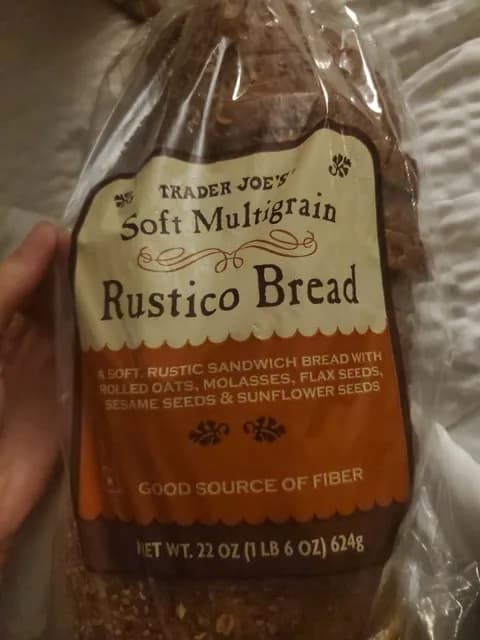 TRADER JOE'S
Soft Multigrain
Rustico Bread
A SOFT, RUSTIC SANDWICH BREAD WITH
ROLLED OATS, MOLASSES, FLAX SEEDS,
SESAME SEEDS & SUNFLOWER SEEDS
GOOD SOURCE OF FIBER
NET WT. 22 OZ (1 LB 6 OZ) 624g